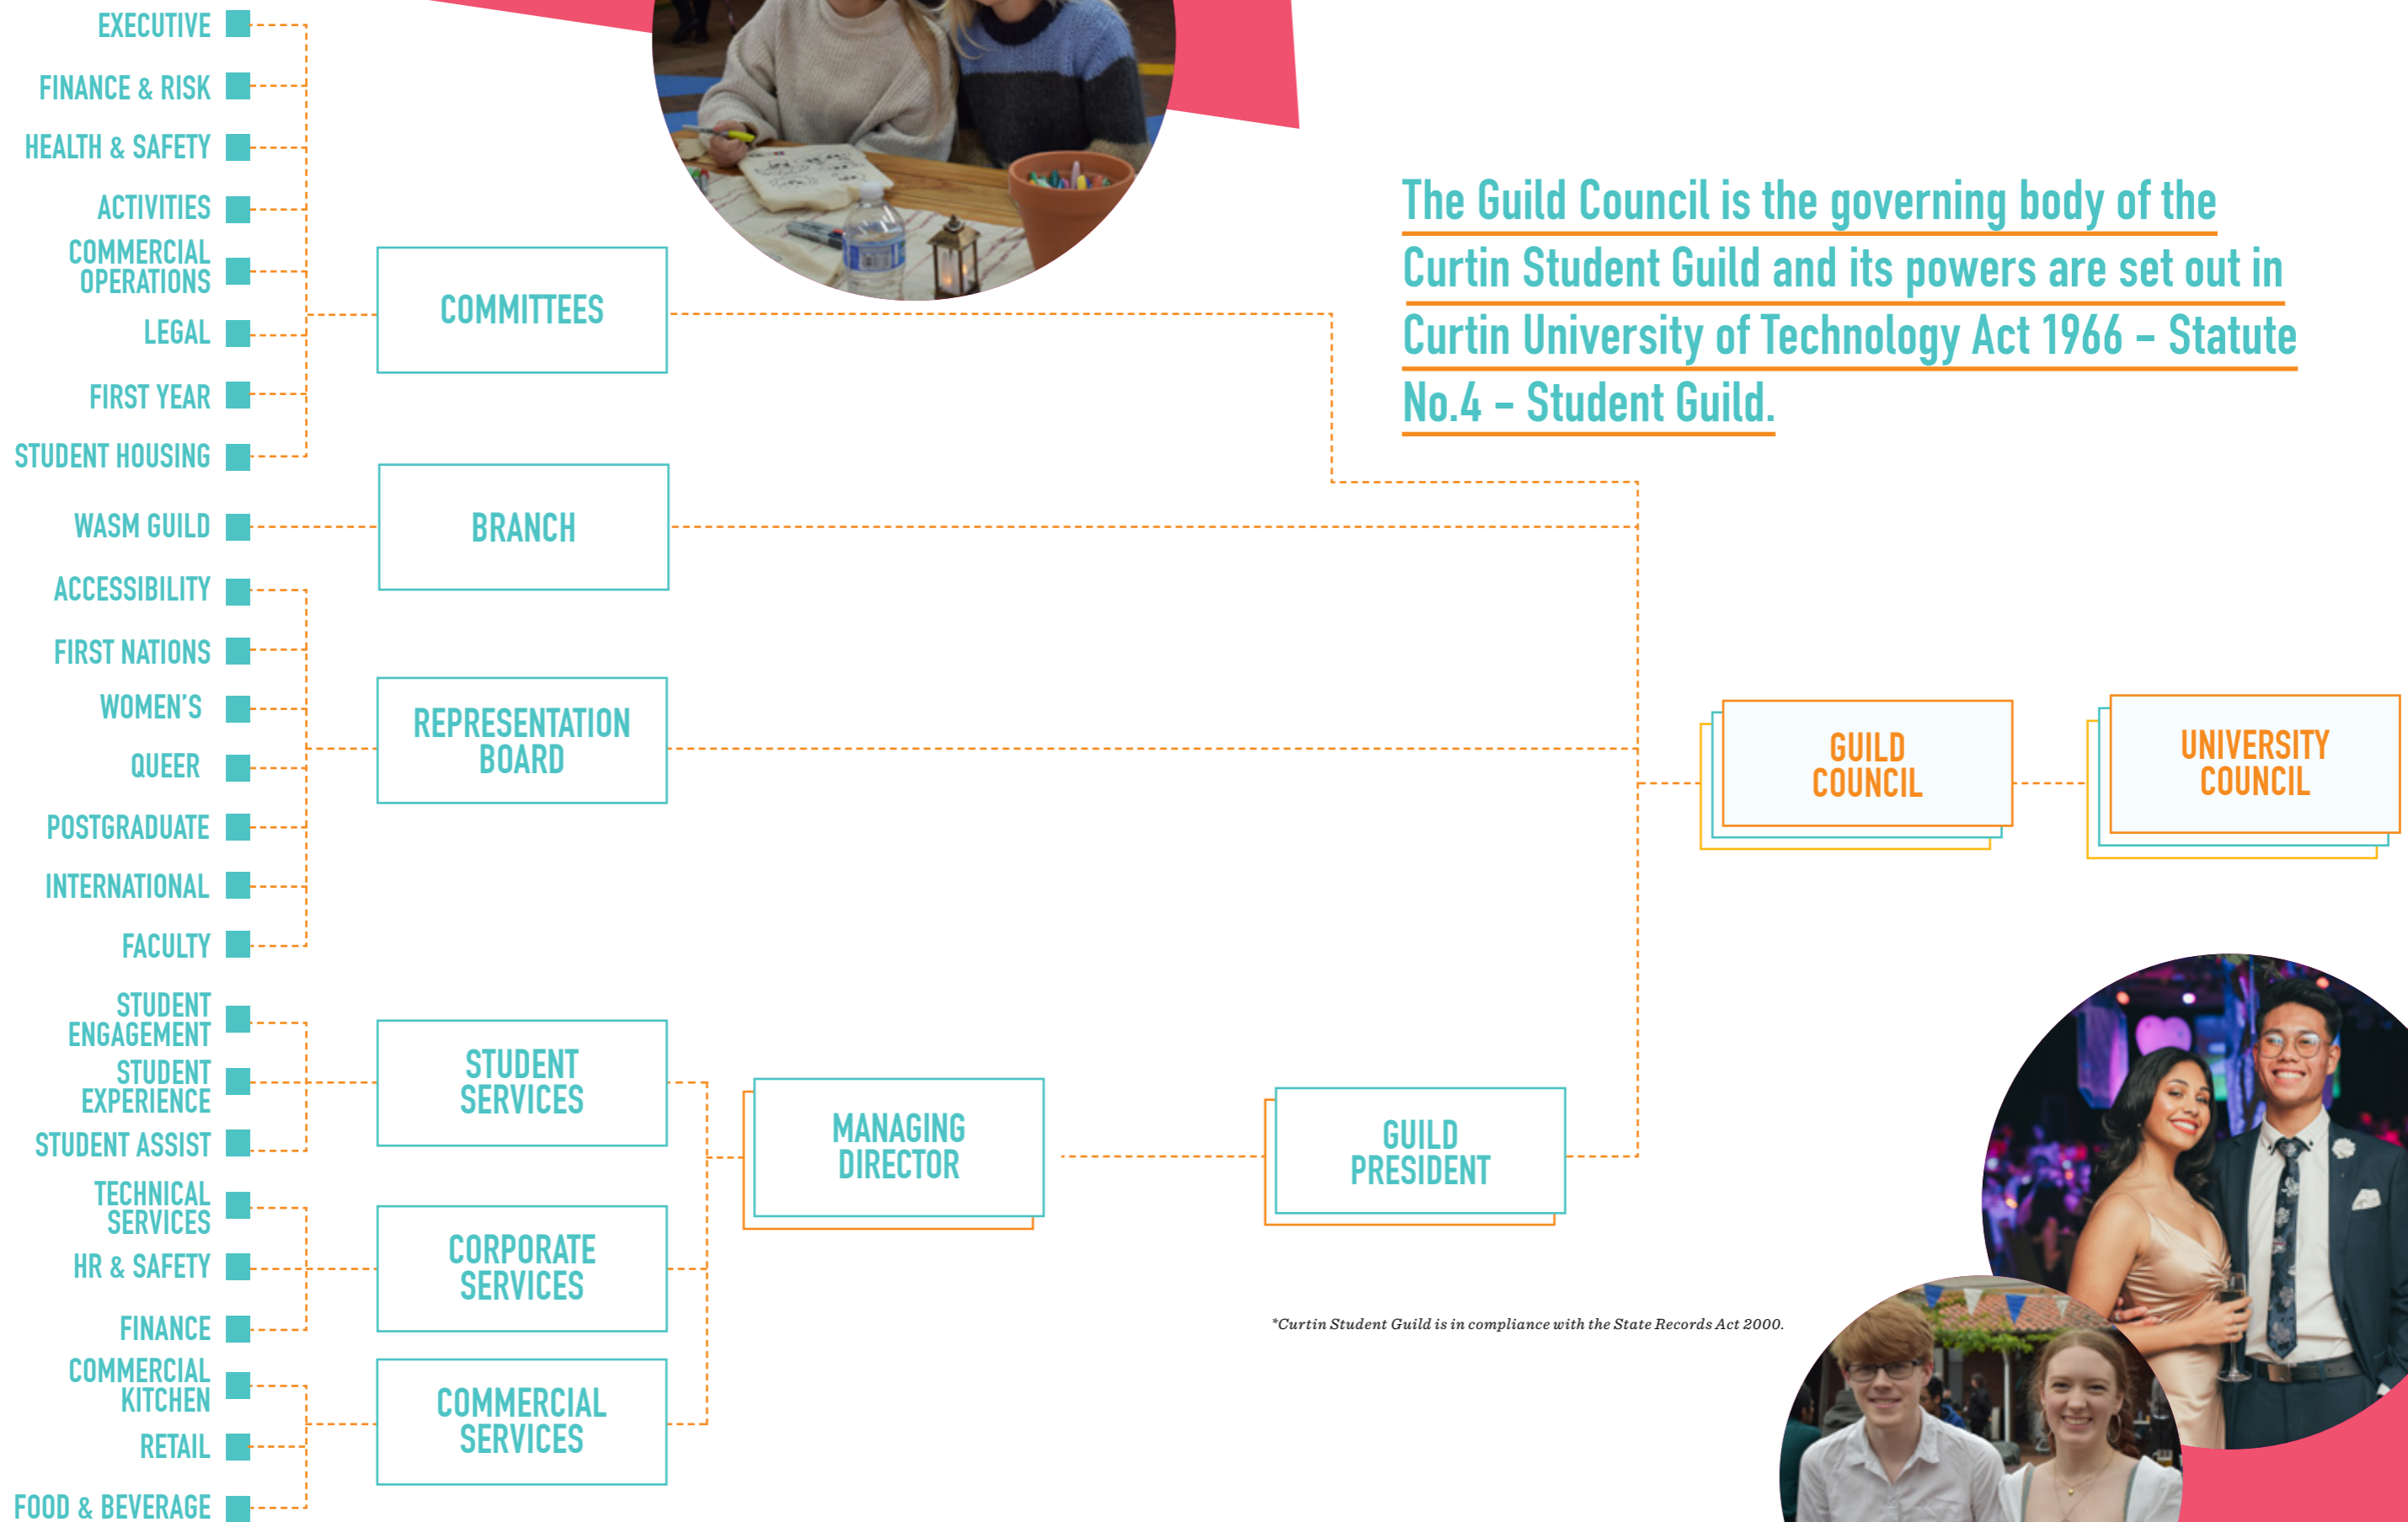 EXECUTIVE
FINANCE & RISK
HEALTH & SAFETY
ACTIVITIES
COMMERCIAL
OPERATIONS
LEGAL
FIRST YEAR
STUDENT HOUSING
COMMITTEES
The Guild Council is the governing body of the
Curtin Student Guild and its powers are set out in
Curtin University of Technology Act 1966 – Statute
No.4 – Student Guild.
WASM GUILD
BRANCH
ACCESSIBILITY
FIRST NATIONS
WOMEN'S
QUEER
POSTGRADUATE
INTERNATIONAL
FACULTY
REPRESENTATION
BOARD
GUILD
COUNCIL
UNIVERSITY
COUNCIL
STUDENT
ENGAGEMENT
STUDENT
EXPERIENCE
STUDENT ASSIST
STUDENT
SERVICES
MANAGING
DIRECTOR
GUILD
PRESIDENT
TECHNICAL
SERVICES
HR & SAFETY
FINANCE
CORPORATE
SERVICES
*Curtin Student Guild is in compliance with the State Records Act 2000.
COMMERCIAL
KITCHEN
RETAIL
FOOD & BEVERAGE
COMMERCIAL
SERVICES